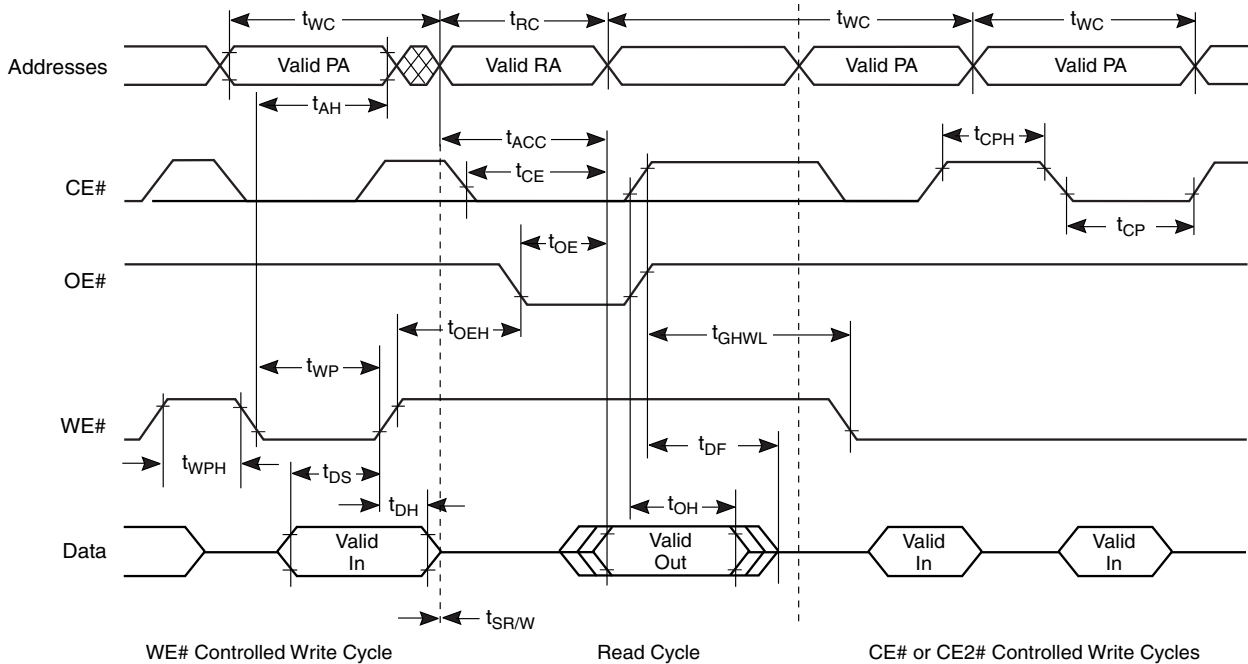 tWC tRC tWC tWC
Addresses Valid PA Valid RA Valid PA Valid PA
tAH
tACC tCPH
CE# tCE
tCP
tOE
OE#
tOEH tGHWL
tWP
WE#
tWPH tDS tDF
tDH tOH
Data Valid In Valid Out Valid In Valid In
tSR/W
WE# Controlled Write Cycle Read Cycle CE# or CE2# Controlled Write Cycles